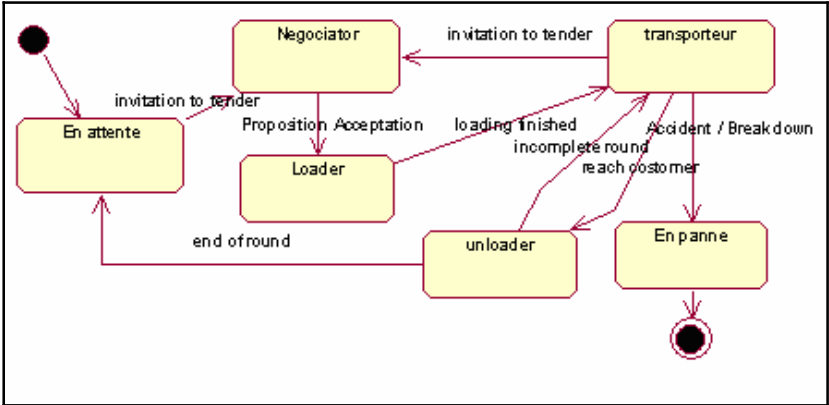 Negociator
invitation to tender
transporteur
invitation to tender
En attente
Proposition Acceptation
loading finished
Accident / Breakdown
incomplete round
reach costomer
Loader
end of round
unloader
En panne